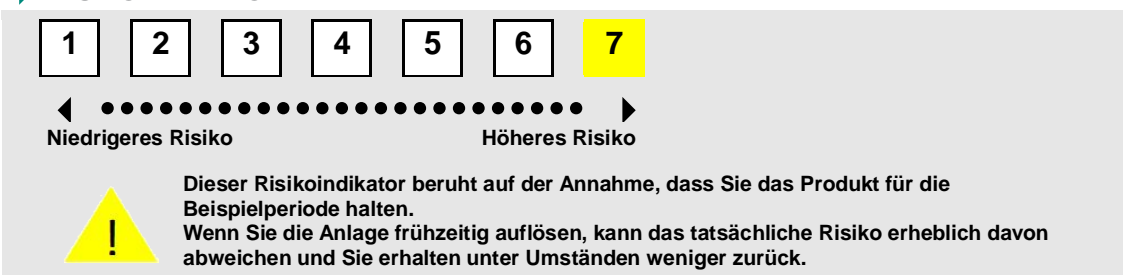 1 2 3 4 5 6 7
Niedrigeres Risiko Höheres Risiko
Dieser Risikoindikator beruht auf der Annahme, dass Sie das Produkt für die
Beispielperiode halten.
! Wenn Sie die Anlage frühzeitig auflösen, kann das tatsächliche Risiko erheblich davon
abweichen und Sie erhalten unter Umständen weniger zurück.